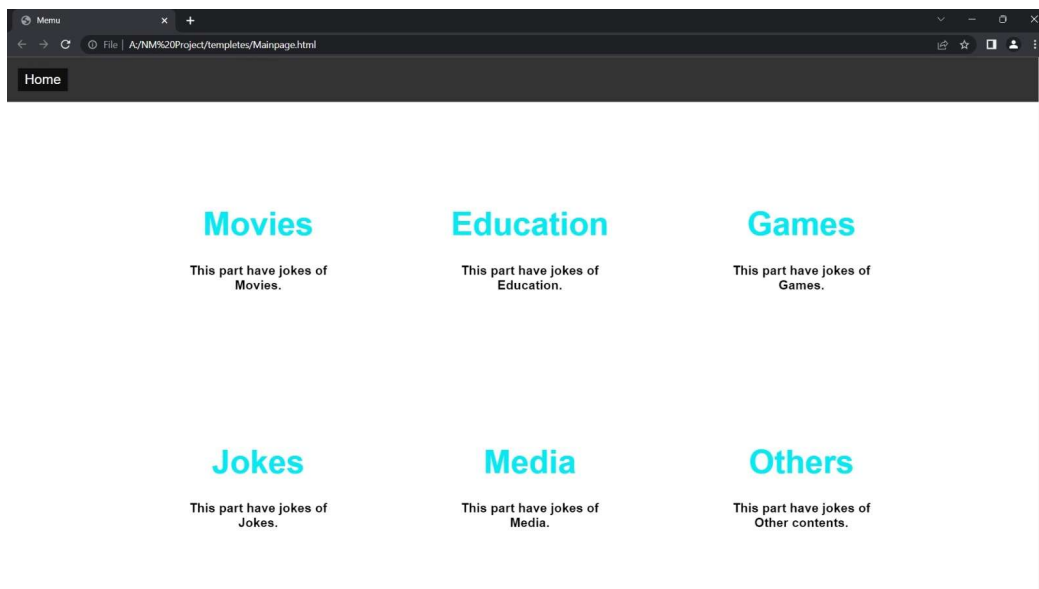 Memu
File | A:/NM%20Project/templetes/Mainpage.html
Home
Movies
This part have jokes of
Movies.
Education
This part have jokes of
Education.
Games
This part have jokes of
Games.
Jokes
This part have jokes of
Jokes.
Media
This part have jokes of
Media.
Others
This part have jokes of
Other contents.